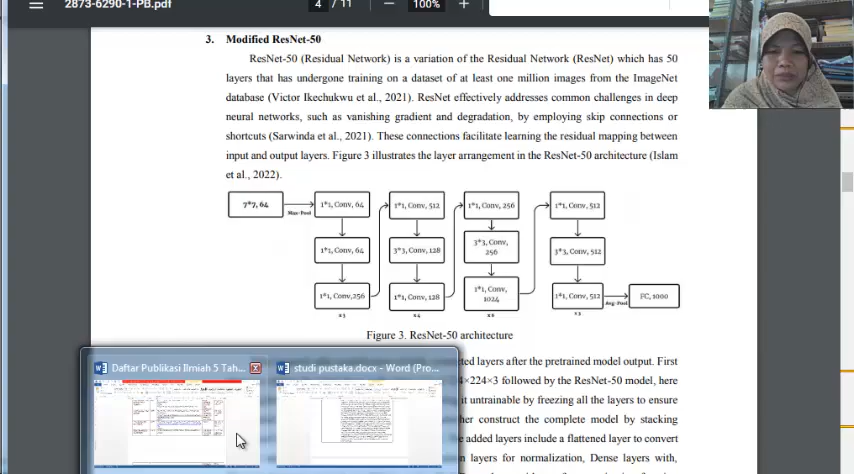 2873-6290-1-PB.pdf
4 / 11
100%
3. Modified ResNet-50
ResNet-50 (Residual Network) is a variation of the Residual Network (ResNet) which has 50
layers that has undergone training on a dataset of at least one million images from the ImageNet
database (Victor Ikechukwu et al., 2021). ResNet effectively addresses common challenges in deep
neural networks, such as vanishing gradient and degradation, by employing skip connections or
shortcuts (Sarwinda et al., 2021). These connections facilitate learning the residual mapping between
input and output layers. Figure 3 illustrates the layer arrangement in the ResNet-50 architecture (Islam
et al., 2022).
7*7, 64
Max-Pool
1*1, Conv, 64
1*1, Conv, 64
1*1, Conv,256
x 3
1*1, Conv, 512
3*3, Conv, 128
1*1, Conv, 128
x 4
1*1, Conv, 256
3*3, Conv,
256
1*1, Conv,
1024
1*1, Conv, 512
3*3, Conv, 512
1*1, Conv, 512
x 3
Avg-Pool
FC, 1000
Figure 3. ResNet-50 architecture
Daftar Publikasi Ilmiah 5 Tah...
studi pustaka.docx - Word (Pro...
layers after the pretrained model output. First
4×224×3 followed by the ResNet-50 model, here
untrainable by freezing all the layers to ensure
construct the complete model by stacking
added layers include a flattened layer to convert
layers for normalization, Dense layers with,